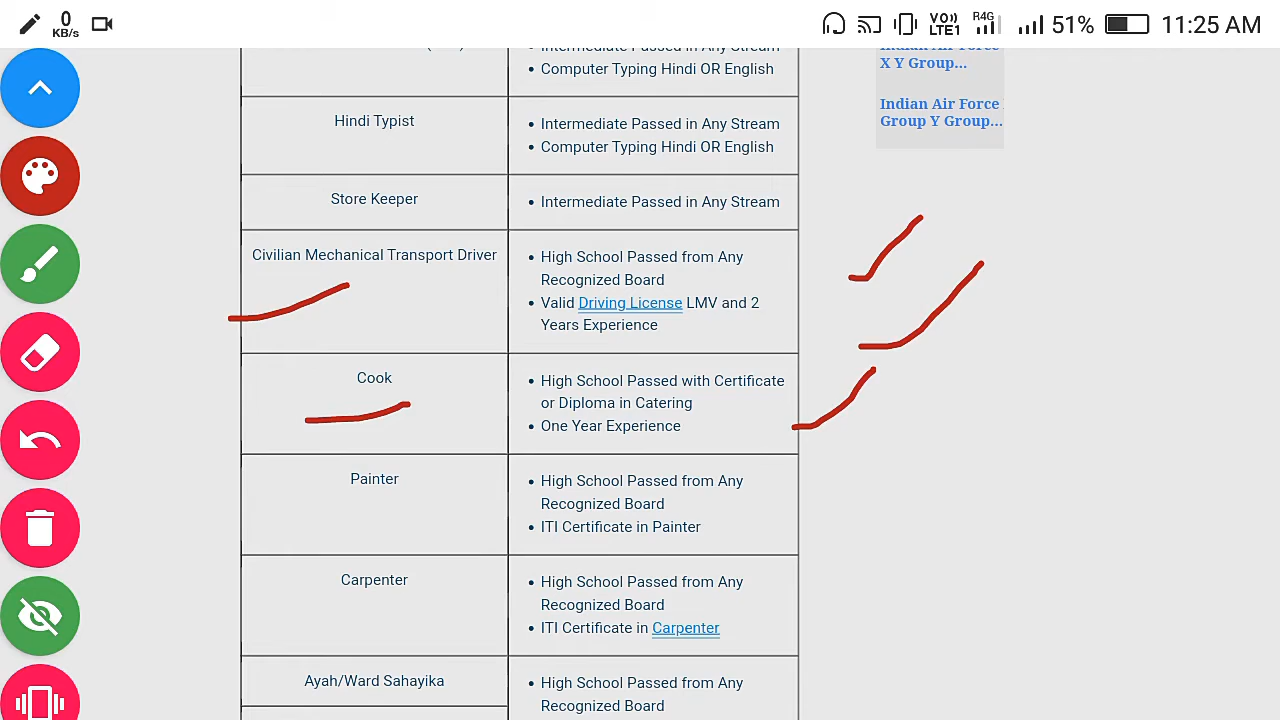 0
KB/s
VO))
LTE1
R4G
51%
11:25 AM
Intermediate Passed in Any Stream
Computer Typing Hindi OR English
Indian Air Force
X Y Group...
Indian Air Force
Group Y Group...
Hindi Typist
• Intermediate Passed in Any Stream
• Computer Typing Hindi OR English
Store Keeper
• Intermediate Passed in Any Stream
Civilian Mechanical Transport Driver
• High School Passed from Any
Recognized Board
• Valid Driving License LMV and 2
Years Experience
Cook
• High School Passed with Certificate
or Diploma in Catering
• One Year Experience
Painter
• High School Passed from Any
Recognized Board
• ITI Certificate in Painter
Carpenter
• High School Passed from Any
Recognized Board
• ITI Certificate in Carpenter
Ayah/Ward Sahayika
• High School Passed from Any
Recognized Board